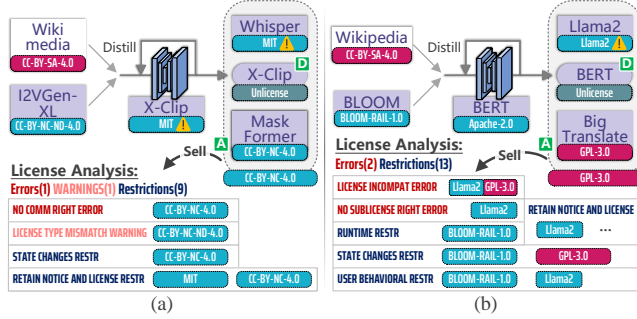 Wiki
media
CC-BY-SA-4.0
I2VGen-
XL
CC-BY-NC-ND-4.0
Distill
X-Clip
MIT
Whisper
MIT
D
X-Clip
Unlicense
Mask
Former
CC-BY-NC-4.0
A
Sell
CC-BY-NC-4.0
License Analysis:
Errors(1) WARNINGS(1) Restrictions(9)
NO COMM RIGHT ERROR CC-BY-NC-4.0
LICENSE TYPE MISMATCH WARNING CC-BY-NC-ND-4.0
STATE CHANGES RESTR CC-BY-NC-4.0
RETAIN NOTICE AND LICENSE RESTR MIT CC-BY-NC-4.0
(a)
Wikipedia
CC-BY-SA-4.0
BLOOM
BLOOM-RAIL-1.0
Distill
BERT
Apache-2.0
Llama2
Llama2
D
BERT
Unlicense
Big
Translate
GPL-3.0
A
Sell
GPL-3.0
License Analysis:
Errors(2) Restrictions(13)
LICENSE INCOMPAT ERROR Llama2 GPL-3.0
NO SUBLICENSE RIGHT ERROR Llama2 RETAIN NOTICE AND LICENSE
RUNTIME RESTR BLOOM-RAIL-1.0 Llama2 ...
STATE CHANGES RESTR BLOOM-RAIL-1.0 GPL-3.0
USER BEHAVIORAL RESTR BLOOM-RAIL-1.0 Llama2
(b)